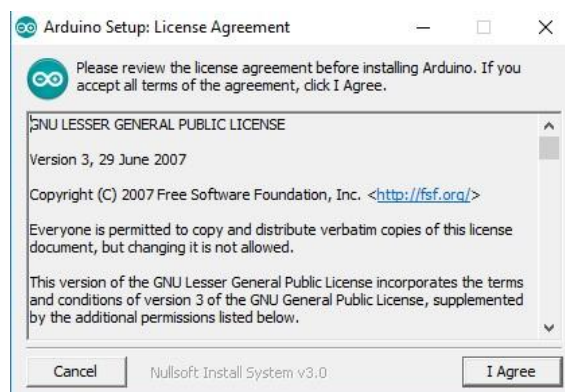 Arduino Setup: License Agreement
Please review the license agreement before installing Arduino. If you
accept all terms of the agreement, click I Agree.
GNU LESSER GENERAL PUBLIC LICENSE
Version 3, 29 June 2007
Copyright (C) 2007 Free Software Foundation, Inc. <http://fsf.org/>
Everyone is permitted to copy and distribute verbatim copies of this license
document, but changing it is not allowed.
This version of the GNU Lesser General Public License incorporates the terms
and conditions of version 3 of the GNU General Public License, supplemented
by the additional permissions listed below.
Cancel
Nullsoft Install System v3.0
I Agree